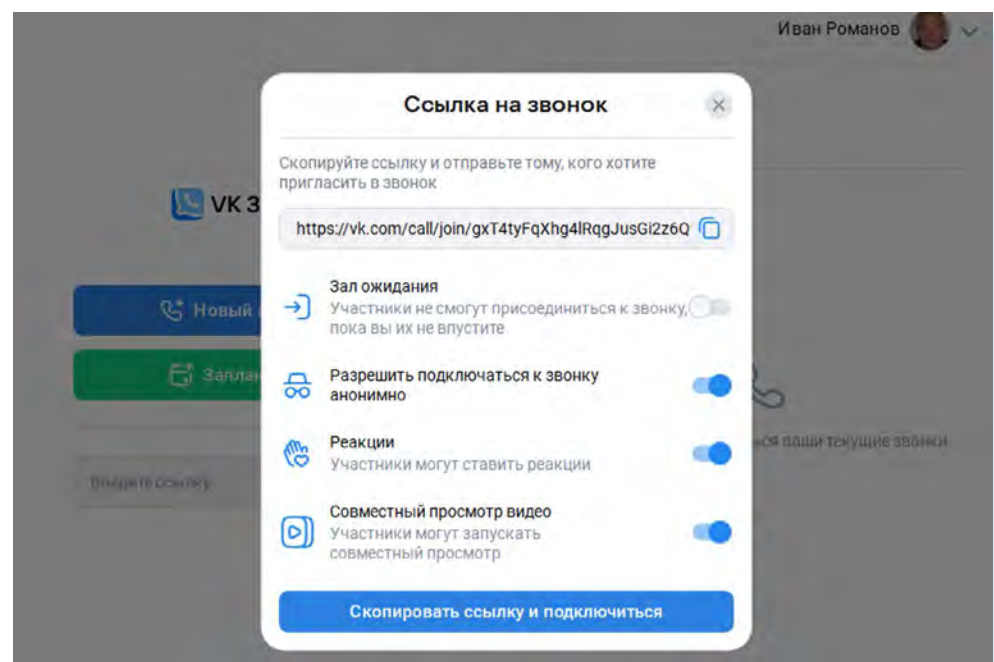 Иван Романов
Ссылка на звонок
Скопируйте ссылку и отправьте тому, кого хотите
пригласить в звонок
VK З
https://vk.com/call/join/gxT4tyFqXhg4lRqgJusGi2z6Q
Зал ожидания
Участники не смогут присоединиться к звонку,
пока вы их не впустите
Новый
Заплан
Разрешить подключаться к звонку
анонимно
ваши текущие звонки
Реакции
Участники могут ставить реакции
Введите ссылку
Совместный просмотр видео
Участники могут запускать
совместный просмотр
Скопировать ссылку и подключиться